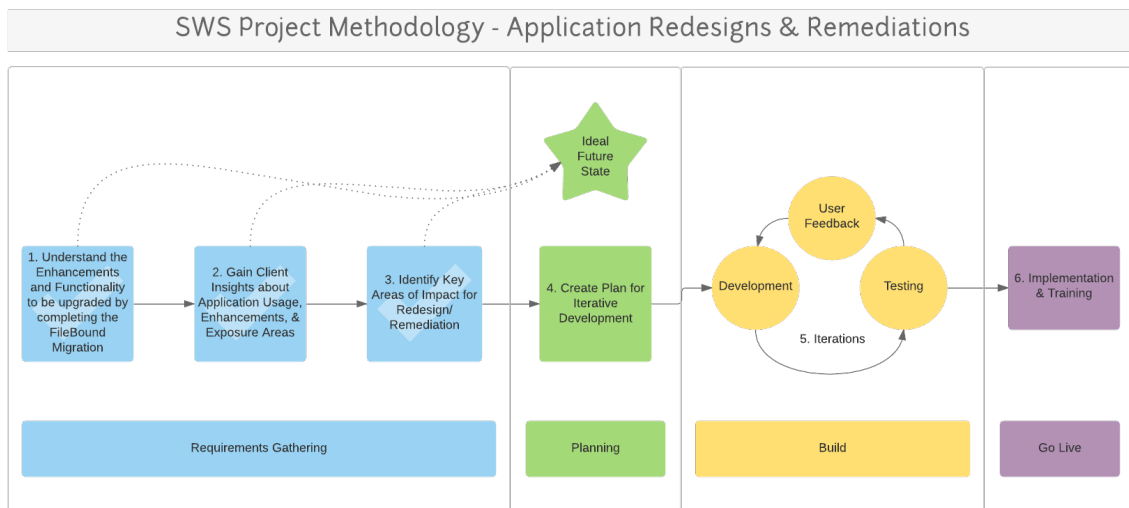 SWS Project Methodology - Application Redesigns & Remediations
Ideal
Future
State
User
Feedback
1. Understand the
Enhancements
and Functionality
to be upgraded by
completing the
FileBound
Migration
2. Gain Client
Insights about
Application Usage,
Enhancements, &
Exposure Areas
3. Identify Key
Areas of Impact for
Redesign/
Remediation
4. Create Plan for
Iterative
Development
Development
Testing
5. Iterations
6. Implementation
& Training
Requirements Gathering
Planning
Build
Go Live